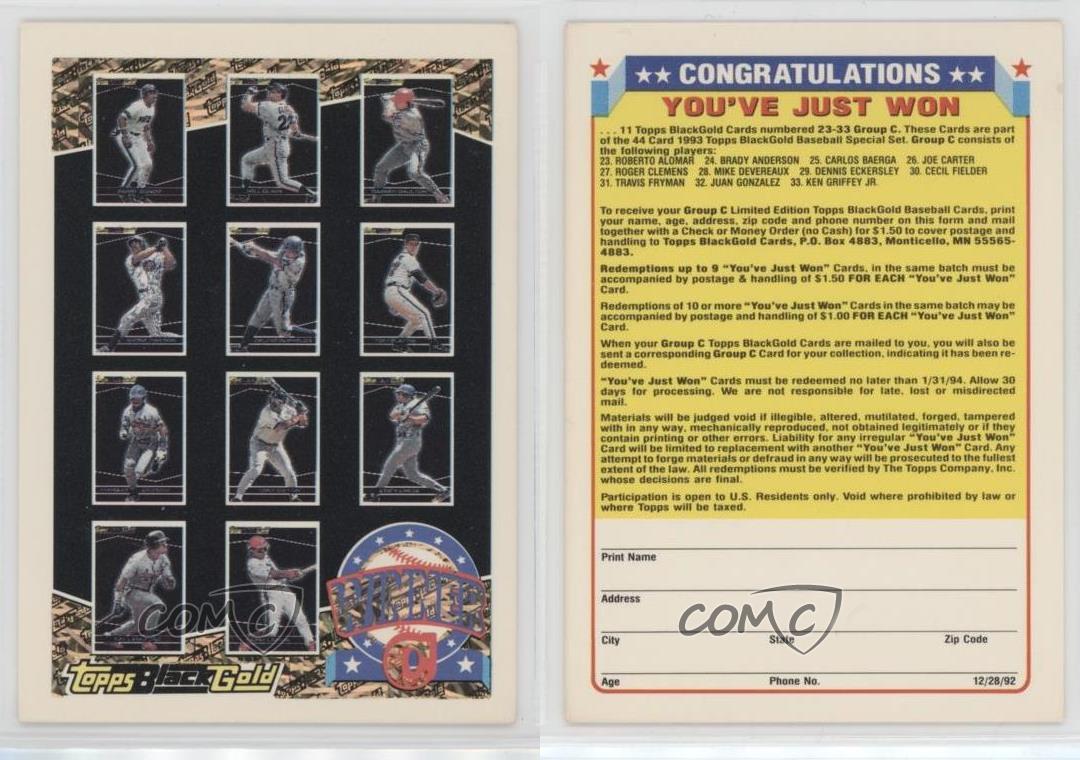 Topps BlackGold
WINNER
COMC
★★ CONGRATULATIONS ★★
YOU'VE JUST WON
. . . 11 Topps BlackGold Cards numbered 23-33 Group C. These Cards are part
of the 44 Card 1993 Topps BlackGold Baseball Special Set. Group C consists of
the following players:
23. ROBERTO ALOMAR 24. BRADY ANDERSON 25. CARLOS BAERGA 26. JOE CARTER
27. ROGER CLEMENS 28. MIKE DEVEREAUX 29. DENNIS ECKERSLEY 30. CECIL FIELDER
31. TRAVIS FRYMAN 32. JUAN GONZALEZ 33. KEN GRIFFEY JR.
To receive your Group C Limited Edition Topps BlackGold Baseball Cards, print
your name, age, address, zip code and phone number on this form and mail
together with a Check or Money Order (no Cash) for $1.50 to cover postage and
handling to Topps BlackGold Cards, P.O. Box 4883, Monticello, MN 55565-
4883.
Redemptions up to 9 “You've Just Won” Cards, in the same batch must be
accompanied by postage & handling of $1.50 FOR EACH “You've Just Won”
Card.
Redemptions of 10 or more “You've Just Won” Cards in the same batch may be
accompanied by postage and handling of $1.00 FOR EACH “You've Just Won”
Card.
When your Group C Topps BlackGold Cards are mailed to you, you will also be
sent a corresponding Group C Card for your collection, indicating it has been re-
deemed.
“You've Just Won” Cards must be redeemed no later than 1/31/94. Allow 30
days for processing. We are not responsible for late, lost or misdirected
mail.
Materials will be judged void if illegible, altered, mutilated, forged, tampered
with in any way, mechanically reproduced, not obtained legitimately or if they
contain printing or other errors. Liability for any irregular “You've Just Won”
Card will be limited to replacement with another “You've Just Won” Card. Any
attempt to forge materials or defraud in any way will be prosecuted to the fullest
extent of the law. All redemptions must be verified by The Topps Company, Inc.
whose decisions are final.
Participation is open to U.S. Residents only. Void where prohibited by law or
where Topps will be taxed.
Print Name
Address
COMC
City State Zip Code
Age Phone No. 12/28/92